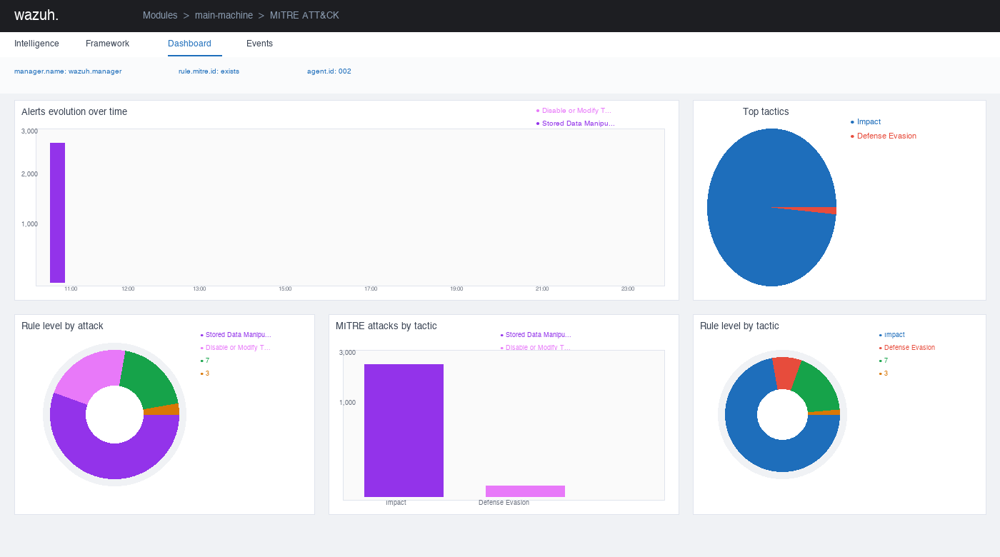 wazuh.
Modules > main-machine > MITRE ATT&CK
Intelligence Framework Dashboard Events
manager.name: wazuh.manager rule.mitre.id: exists agent.id: 002
Alerts evolution over time
• Disable or Modify T...
• Stored Data Manipu...
3,000
2,000
1,000
11:00 12:00 13:00 15:00 17:00 19:00 21:00 23:00
Top tactics
• Impact
• Defense Evasion
Rule level by attack
• Stored Data Manipu...
• Disable or Modify T...
• 7
• 3
MITRE attacks by tactic
• Stored Data Manipu...
• Disable or Modify T...
3,000
1,000
Impact Defense Evasion
Rule level by tactic
• Impact
• Defense Evasion
• 7
• 3